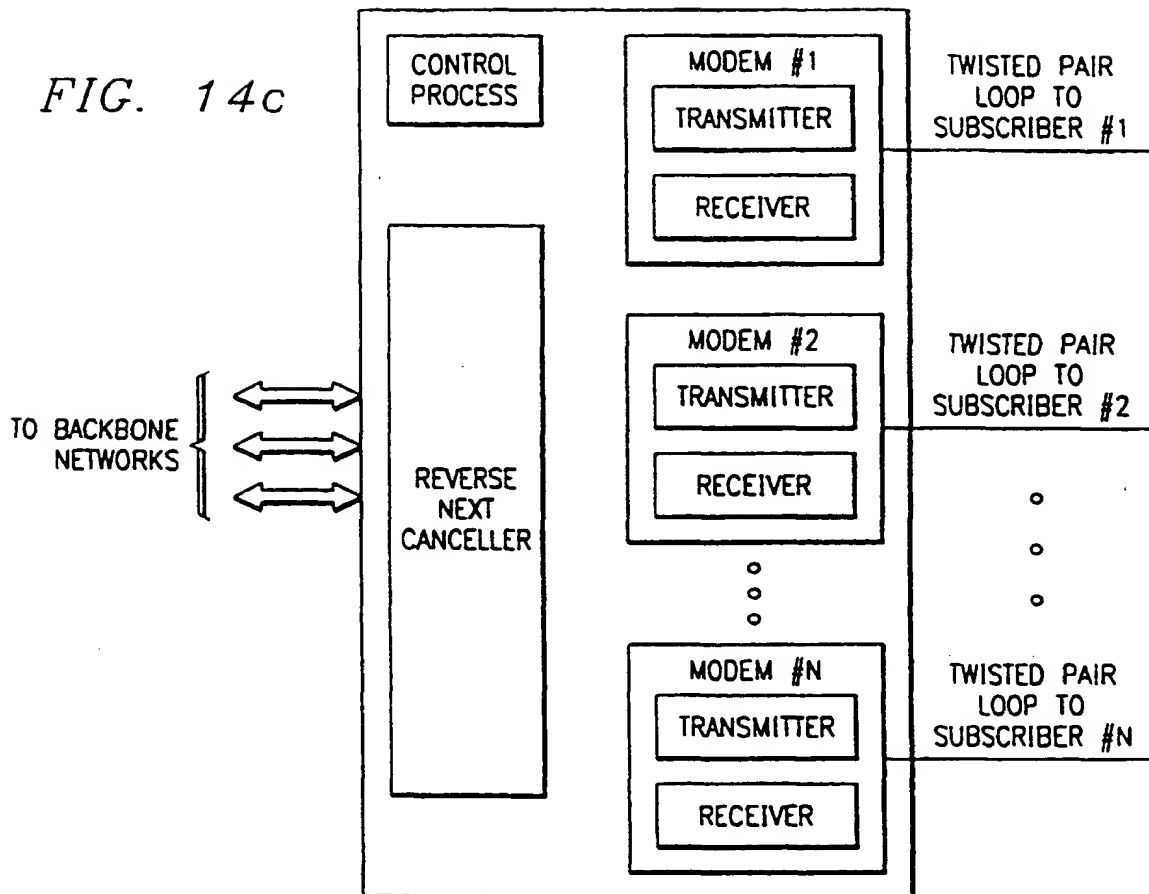 FIG. 14c
CONTROL
PROCESS
MODEM #1
TRANSMITTER
RECEIVER
TWISTED PAIR
LOOP TO
SUBSCRIBER #1
MODEM #2
TRANSMITTER
RECEIVER
TWISTED PAIR
LOOP TO
SUBSCRIBER #2
TO BACKBONE
NETWORKS
REVERSE
NEXT
CANCELLER
MODEM #N
TRANSMITTER
RECEIVER
TWISTED PAIR
LOOP TO
SUBSCRIBER #N